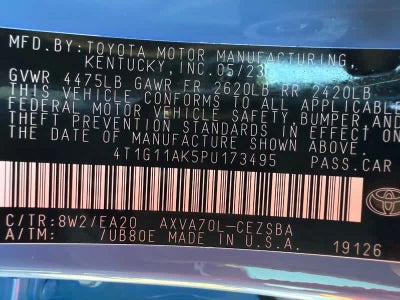 MFD.BY:TOYOTA MOTOR MANUFACTURING,
KENTUCKY,INC.05/23
GVWR 4475LB GAWR FR 2620LB RR 2420LB
THIS VEHICLE CONFORMS TO ALL APPLICABLE
FEDERAL MOTOR VEHICLE SAFETY, BUMPER AND
THEFT PREVENTION STANDARDS IN EFFECT ON
THE DATE OF MANUFACTURE SHOWN ABOVE.
4T1G11AK5PU173495 PASS.CAR
C/TR:8W2/EA20 AXVA70L-CEZSBA
A/TM: /UB80E MADE IN U.S.A. 19126
TOYOTA